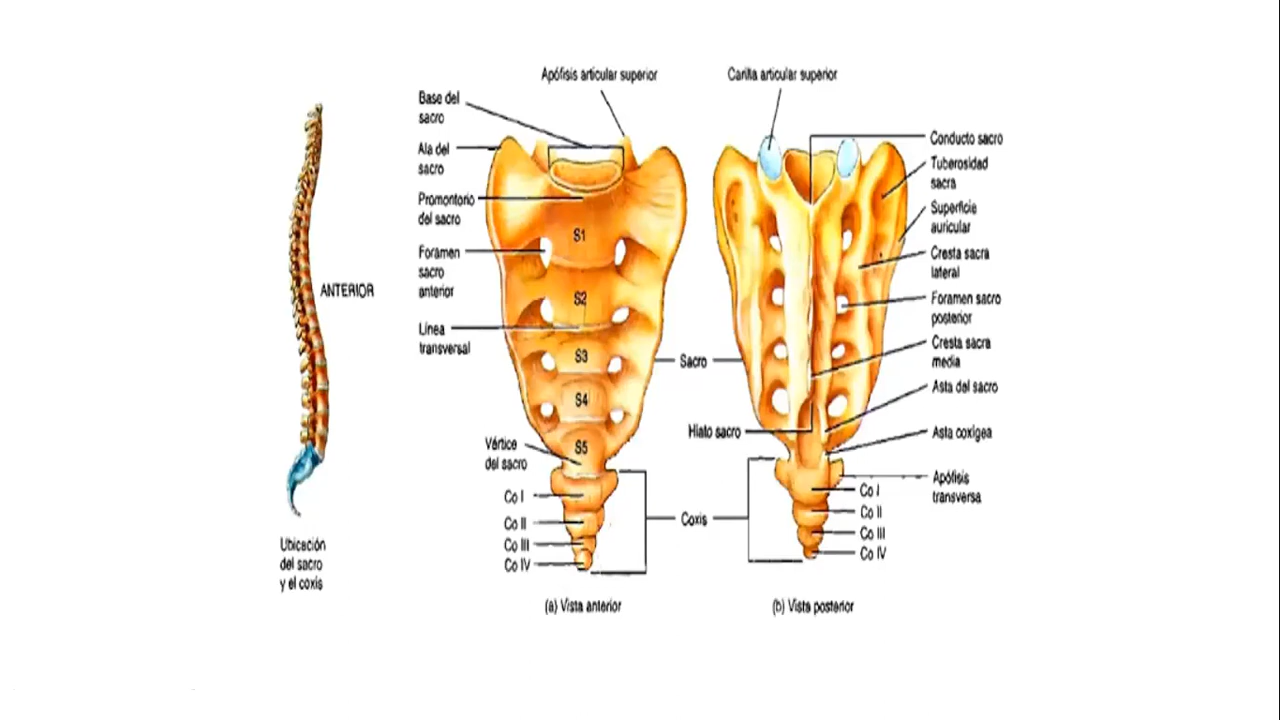 Apófisis articular superior
Carilla articular superior
Base del
sacro
Ala del
sacro
Promontorio
del sacro
Foramen
sacro
anterior
Línea
transversal
Vértice
del sacro
S1
S2
S3
S4
S5
Co I
Co II
Co III
Co IV
ANTERIOR
Ubicación
del sacro
y el coxis
Sacro
Hiato sacro
Coxis
Conducto sacro
Tuberosidad
sacra
Superficie
auricular
Cresta sacra
lateral
Foramen sacro
posterior
Cresta sacra
media
Asta del sacro
Asta coxígea
Apófisis
transversa
Co I
Co II
Co III
Co IV
(a) Vista anterior
(b) Vista posterior